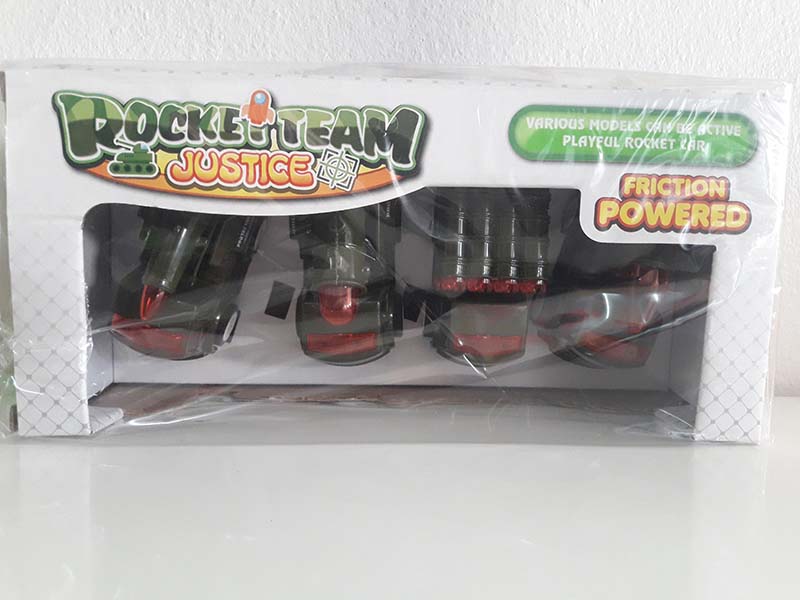 ROCKET TEAM
JUSTICE
VARIOUS MODELS CAN BE ACTIVE
PLAYFUL ROCKET CAR
FRICTION
POWERED